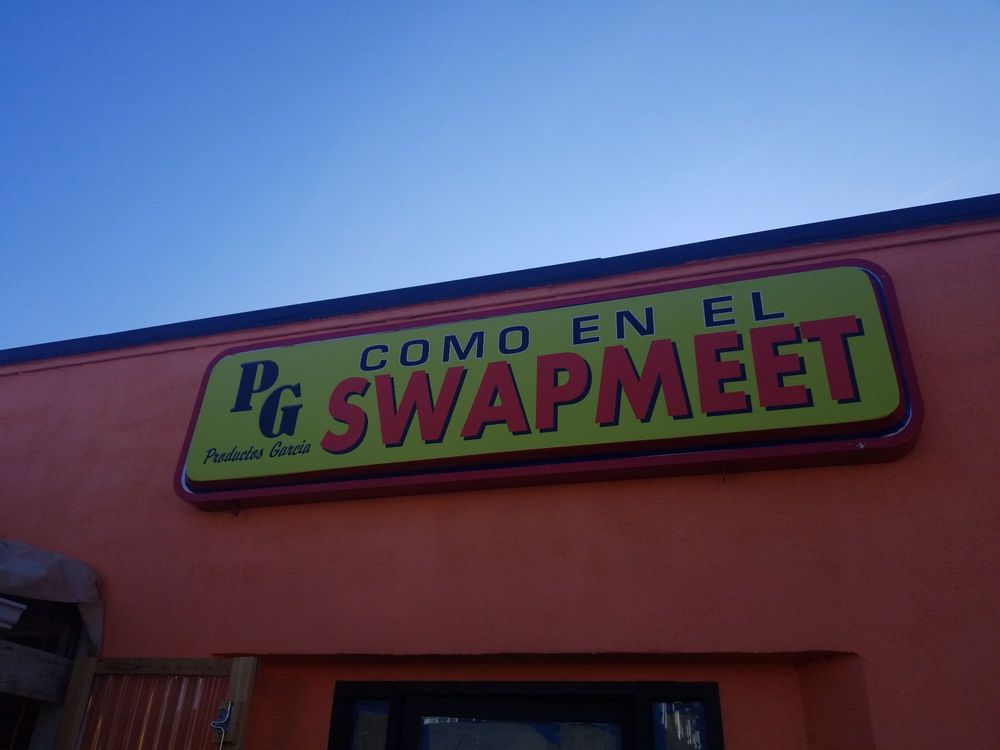 PG
Productos Garcia
COMO EN EL
SWAPMEET